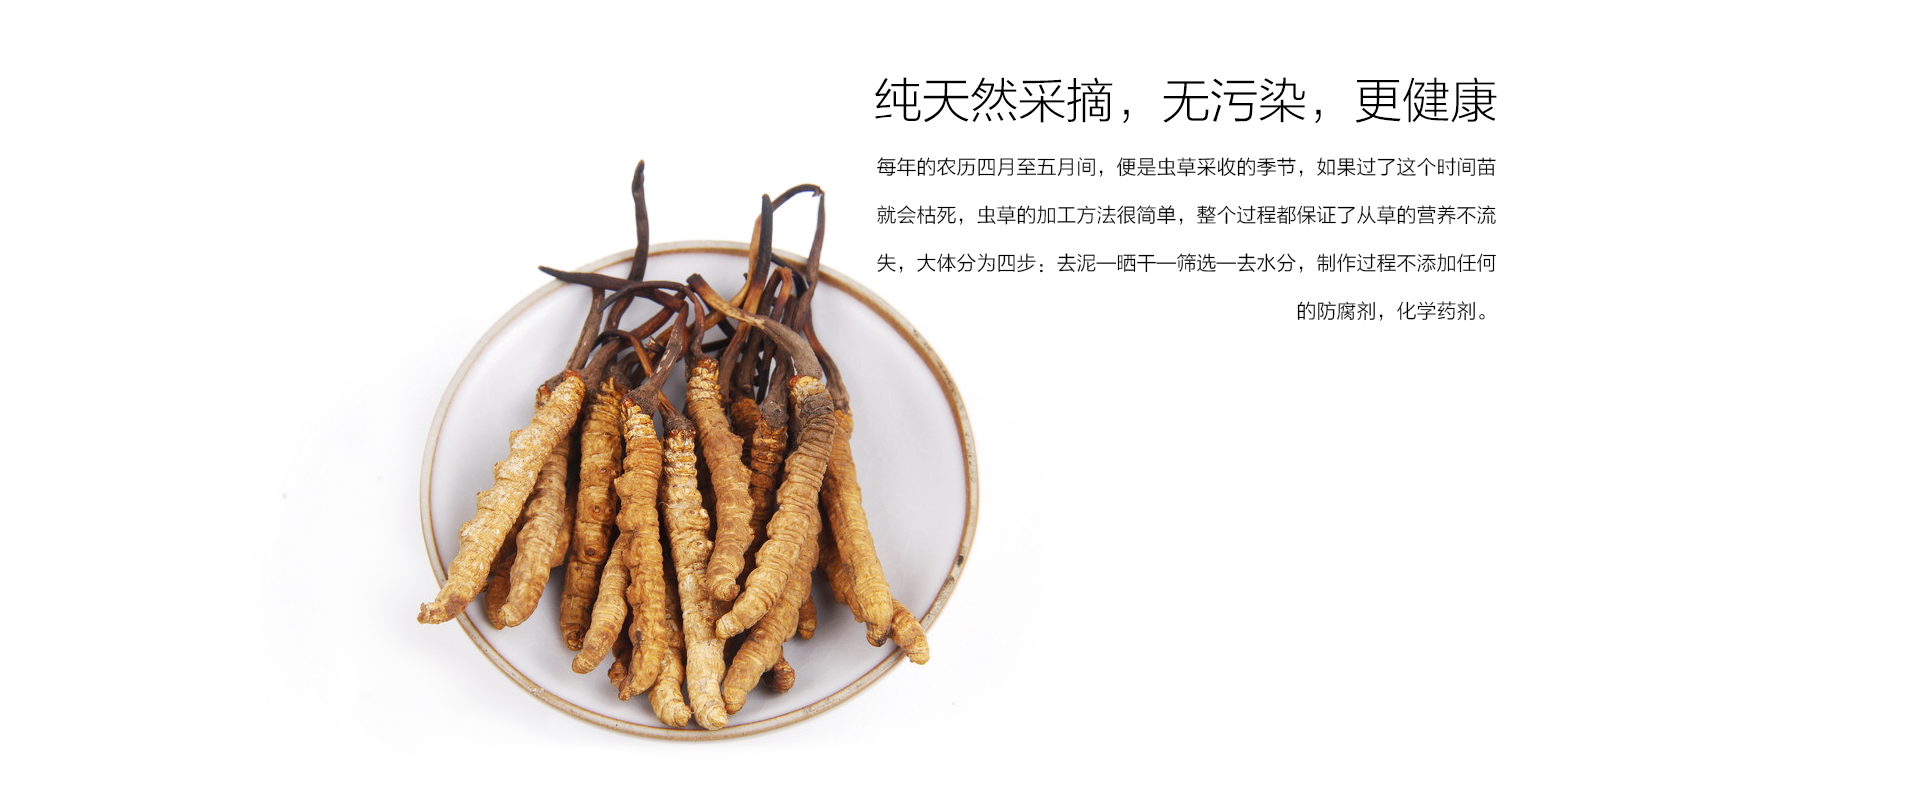 纯天然采摘，无污染，更健康
每年的农历四月至五月间，便是虫草采收的季节，如果过了这个时间苗
就会枯死，虫草的加工方法很简单，整个过程都保证了从草的营养不流
失，大体分为四步：去泥—晒干—筛选—去水分，制作过程不添加任何
的防腐剂，化学药剂。